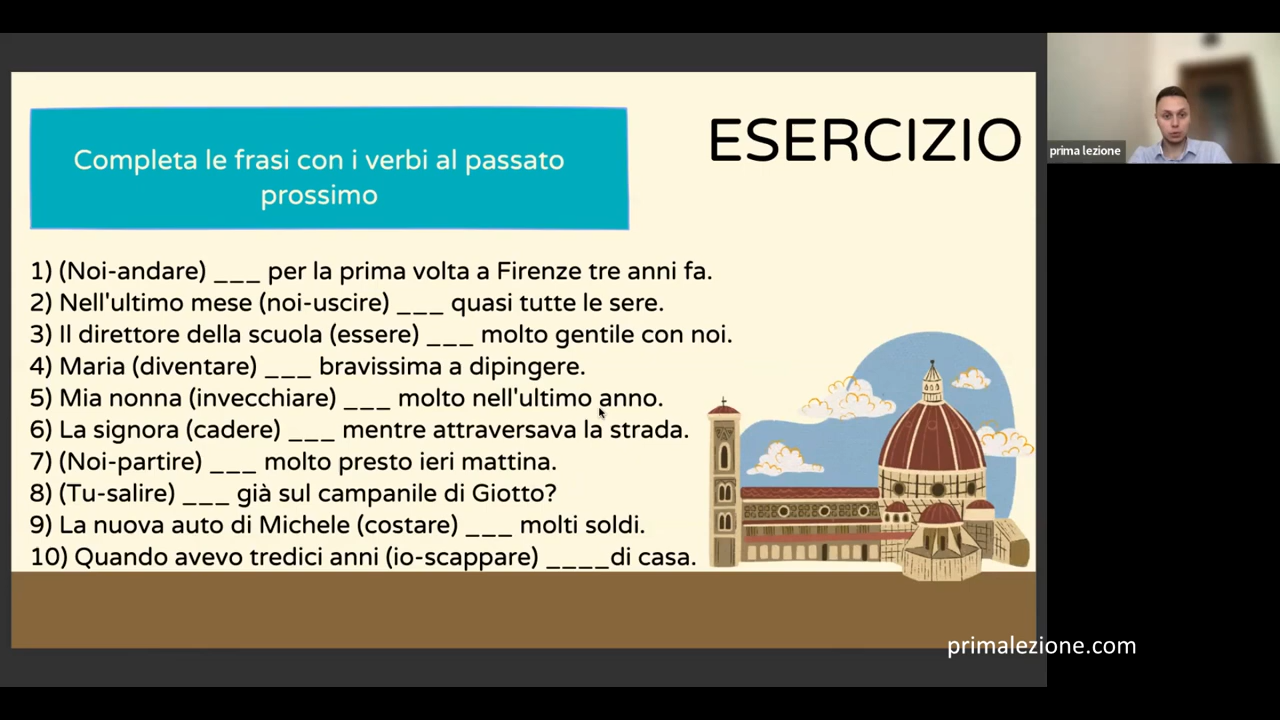 ESERCIZIO
Completa le frasi con i verbi al passato
prossimo
1) (Noi-andare) ___ per la prima volta a Firenze tre anni fa.
2) Nell'ultimo mese (noi-uscire) ___ quasi tutte le sere.
3) Il direttore della scuola (essere) ___ molto gentile con noi.
4) Maria (diventare) ___ bravissima a dipingere.
5) Mia nonna (invecchiare) ___ molto nell'ultimo anno.
6) La signora (cadere) ___ mentre attraversava la strada.
7) (Noi-partire) ___ molto presto ieri mattina.
8) (Tu-salire) ___ già sul campanile di Giotto?
9) La nuova auto di Michele (costare) ___ molti soldi.
10) Quando avevo tredici anni (io-scappare) ____di casa.
prima lezione
primalezione.com